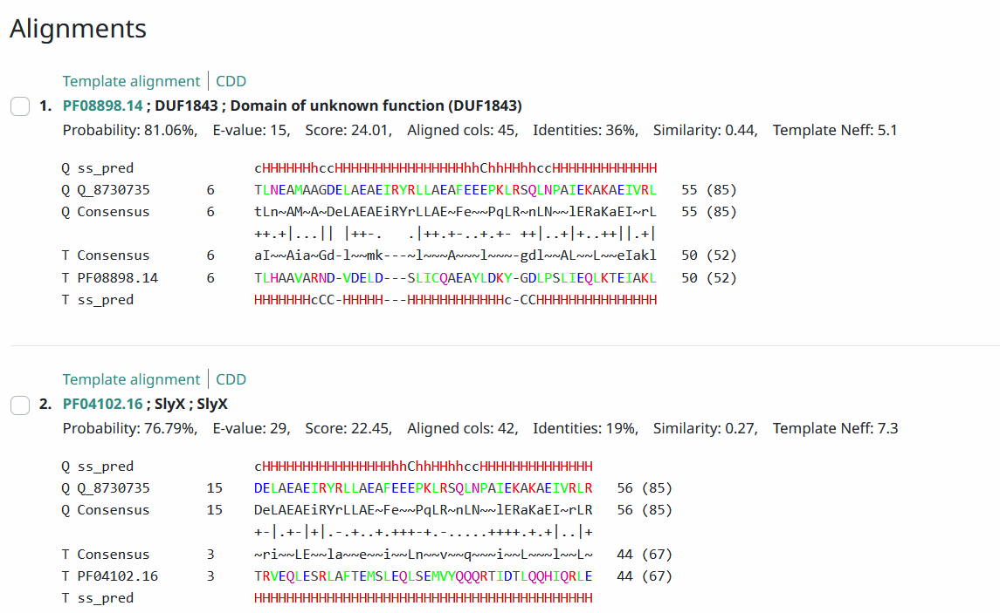 Alignments
Template alignment | CDD
1. PF08898.14 ; DUF1843 ; Domain of unknown function (DUF1843)
Probability: 81.06%, E-value: 15, Score: 24.01, Aligned cols: 45, Identities: 36%, Similarity: 0.44, Template Neff: 5.1
Q ss_pred cHHHHHHhccHHHHHHHHHHHHHHHHhhChhHHhhccHHHHHHHHHHHHH
Q Q_8730735 6 TLNEAMAAGDELAEAEIRYRLLAEAFEEEPKLRSQLNPAIEKAKAEIVRL 55 (85)
Q Consensus 6 tLn~AM~A~DeLAEAEiRYrLLAE~Fe~~PqLR~nLN~~lERaKaEI~rL 55 (85)
++.+|...|| |++-. .|++.+-..+.+- ++|..+|+..++||.+|
T Consensus 6 aI~~Aia~Gd-l~~mk---~l~~~A~~~l~~~-gdl~~AL~~L~~eIakl 50 (52)
T PF08898.14 6 TLHAAVARND-VDELD---SLICQAEAYLDKY-GDLPSLIEQLKTEIAKL 50 (52)
T ss_pred HHHHHHHcCC-HHHHH---HHHHHHHHHHHHc-CCHHHHHHHHHHHHHHH
Template alignment | CDD
2. PF04102.16 ; SlyX ; SlyX
Probability: 76.79%, E-value: 29, Score: 22.45, Aligned cols: 42, Identities: 19%, Similarity: 0.27, Template Neff: 7.3
Q ss_pred cHHHHHHHHHHHHHHHHhhChhHHhhccHHHHHHHHHHHHHH
Q Q_8730735 15 DELAEAEIRYRLLAEAFEEEPKLRSQLNPAIEKAKAEIVRLR 56 (85)
Q Consensus 15 DeLAEAEiRYrLLAE~Fe~~PqLR~nLN~~lERaKaEI~rLR 56 (85)
+-|.+-|+|.-.+..+.+++-+.-.....++++.+.+|..|+
T Consensus 3 ~ri~~LE~~la~~e~~i~~Ln~~v~~q~~~i~~L~~~l~~L~ 44 (67)
T PF04102.16 3 TRVEQLESRLAFTEMSLEQLSEMVYQQQRTIDTLQQHIQRLE 44 (67)
T ss_pred HHHHHHHHHHHHHHHHHHHHHHHHHHHHHHHHHHHHHHHHHH